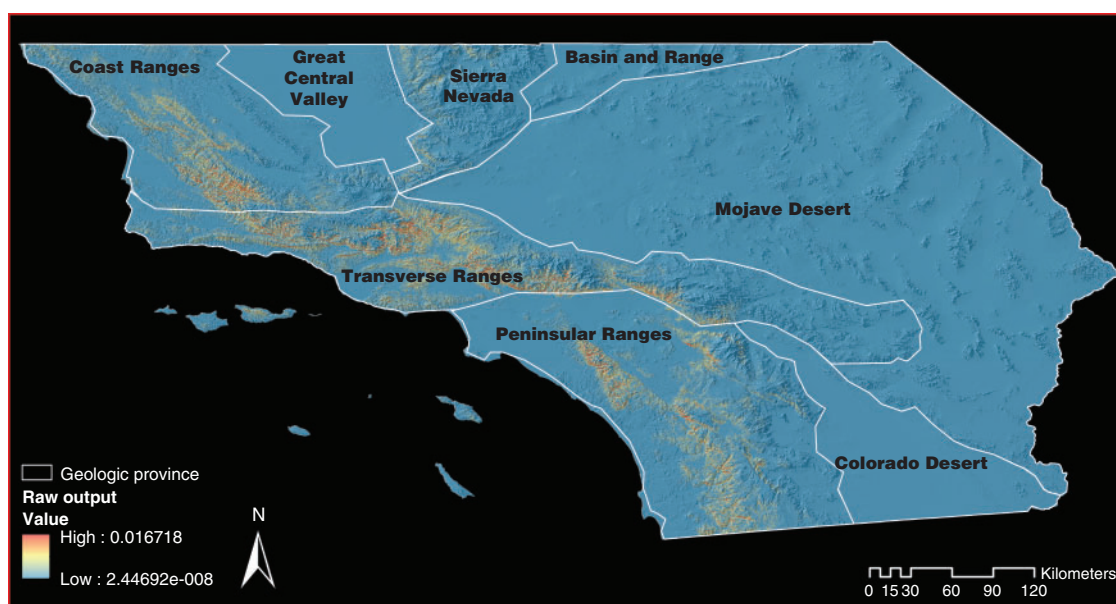 Coast Ranges
Great
Central
Valley
Sierra
Nevada
Basin and Range
Mojave Desert
Transverse Ranges
Peninsular Ranges
Colorado Desert
Geologic province
Raw output
Value
High : 0.016718
Low : 2.44692e-008
N
Kilometers
0 15 30 60 90 120